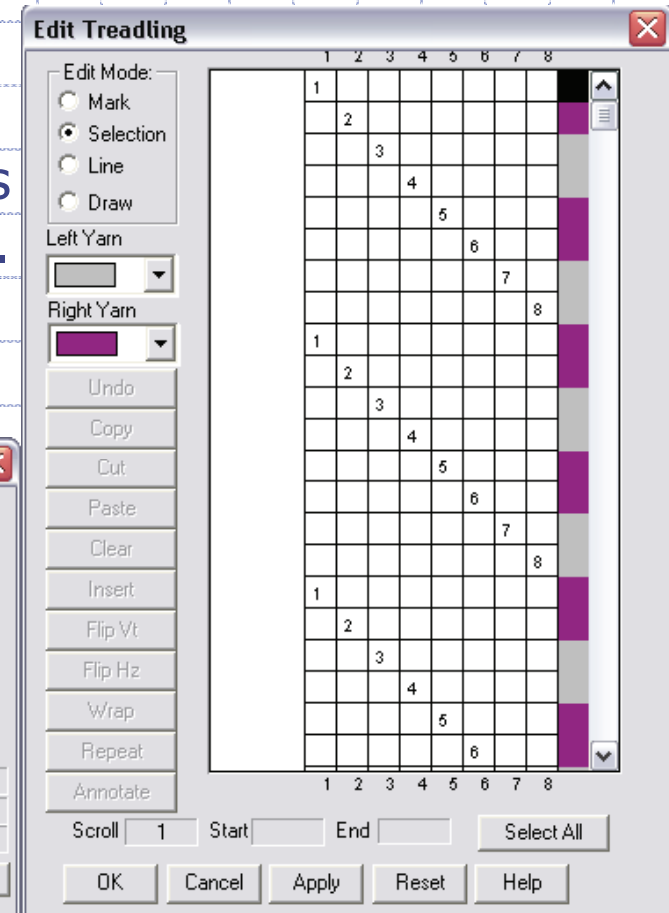 Edit Treadling
1 2 3 4 5 6 7 8
Edit Mode:
Mark
Selection
Line
Draw
s
.
Left Yarn
Right Yarn
Undo
Copy
Cut
Paste
Clear
Insert
Flip Vt
Flip Hz
Wrap
Repeat
Annotate
1
2
3
4
5
6
7
8
1
2
3
4
5
6
7
8
1
2
3
4
5
6
1 2 3 4 5 6 7 8
Scroll 1 Start End Select All
OK Cancel Apply Reset Help